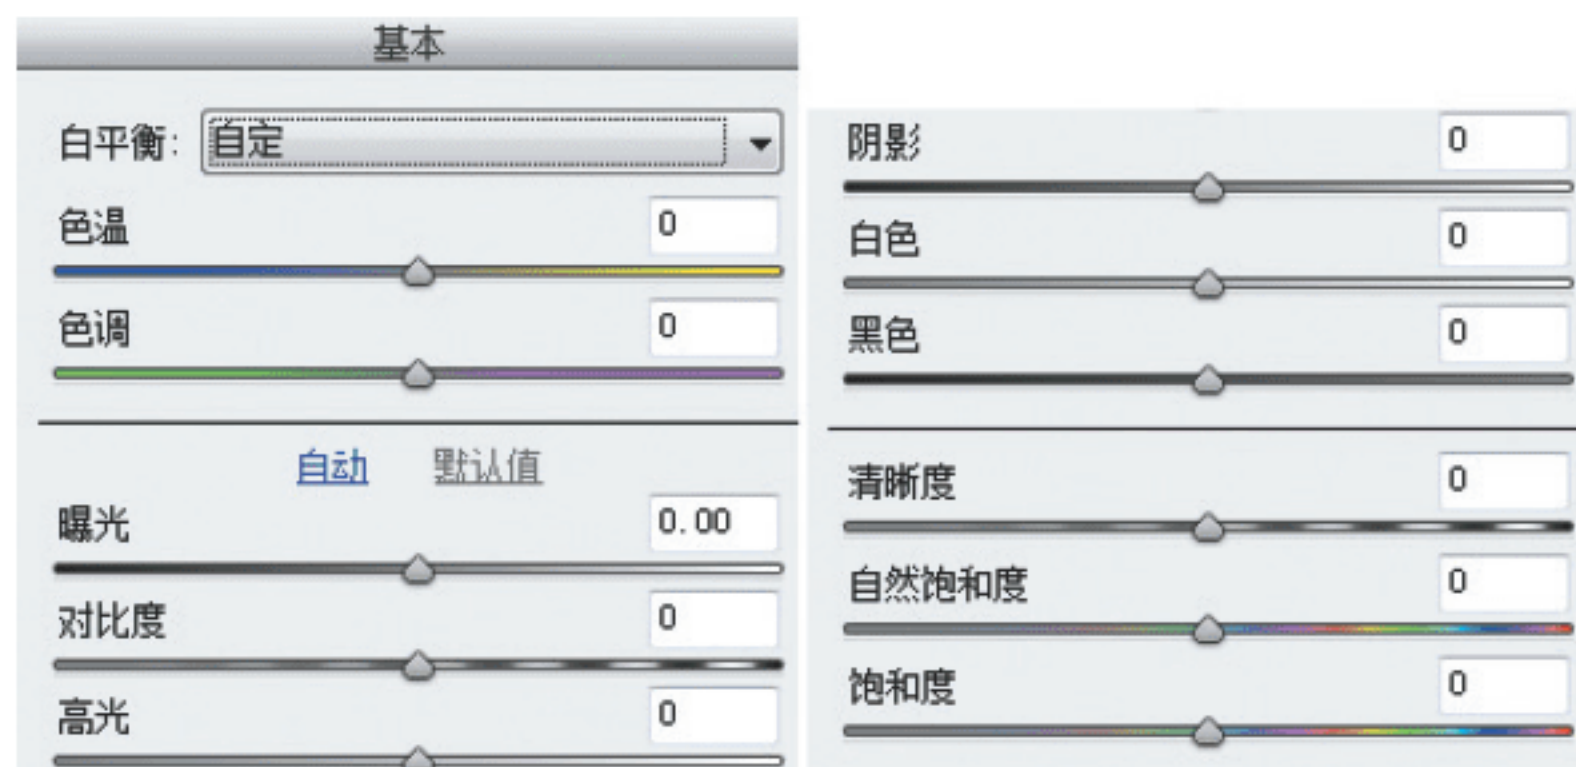 基本
白平衡: 自定
色温 0
色调 0
自动 默认值
曝光 0.00
对比度 0
高光 0
阴影 0
白色 0
黑色 0
清晰度 0
自然饱和度 0
饱和度 0